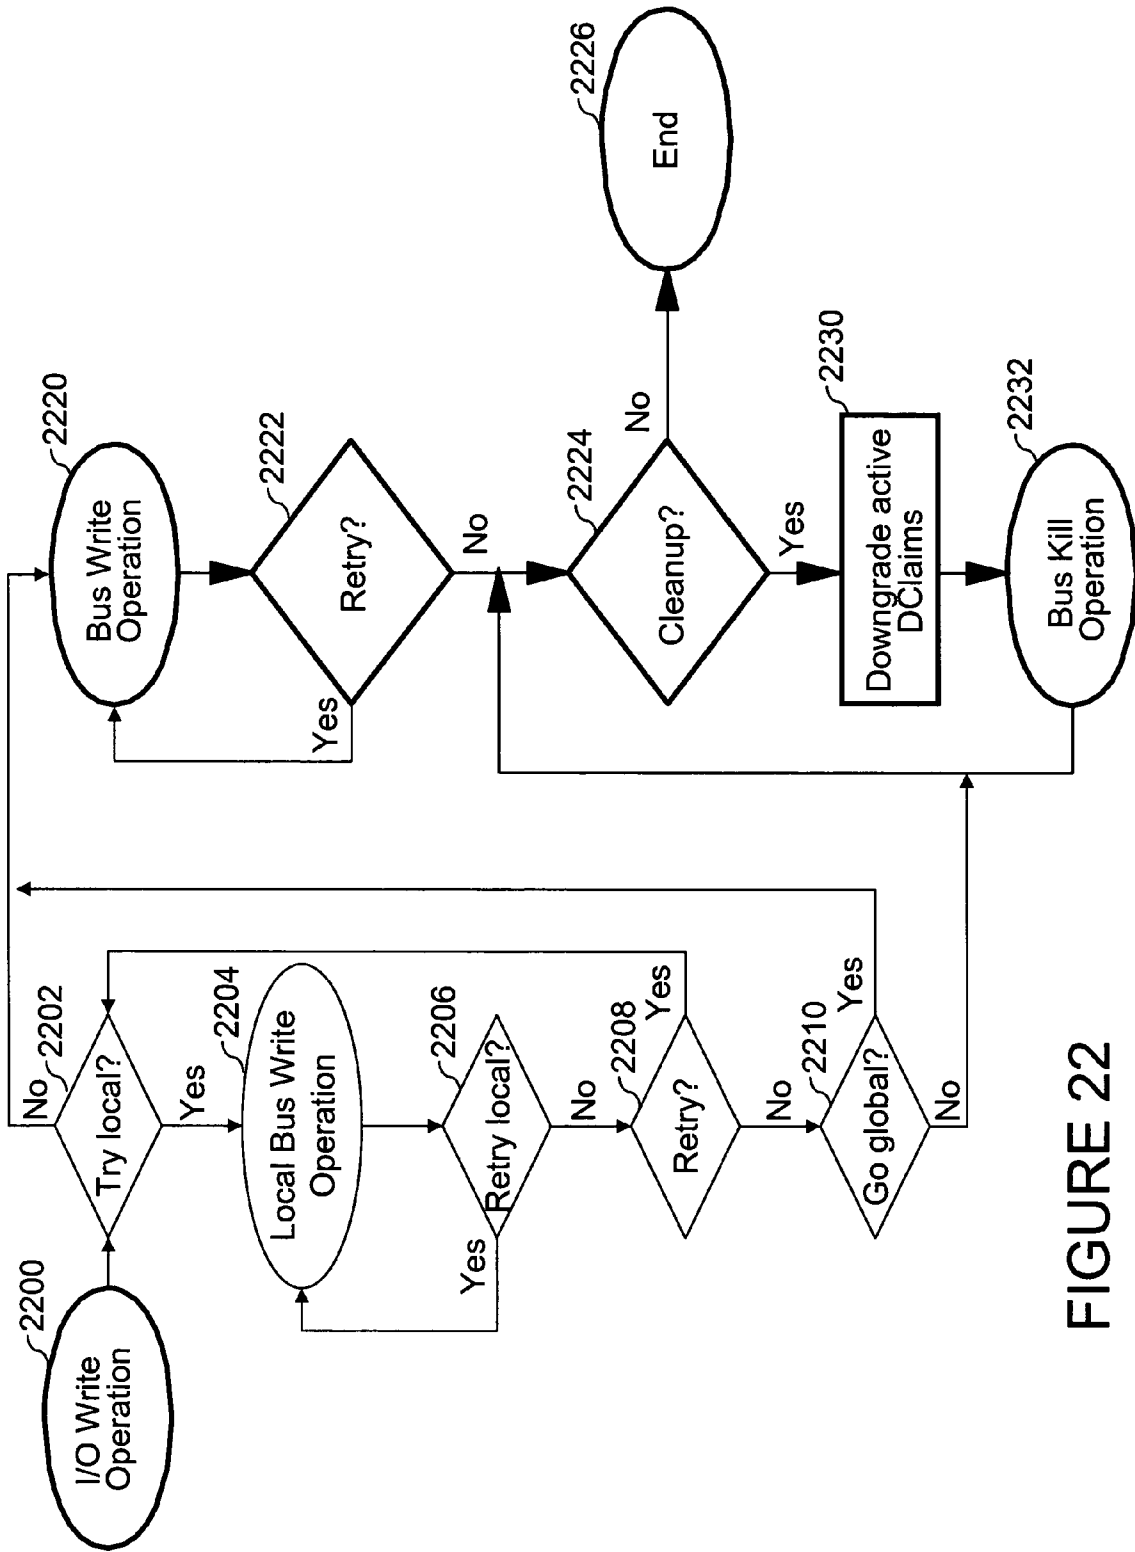 2200
I/O Write
Operation
2202
Try local?
No
Yes
2204
Local Bus Write
Operation
2206
Retry local?
Yes
No
2208
Retry?
Yes
No
2210
Go global?
Yes
No
2220
Bus Write
Operation
2222
Retry?
Yes
No
2224
Cleanup?
No
Yes
2226
End
2230
Downgrade active
DClaims
2232
Bus Kill
Operation
FIGURE 22